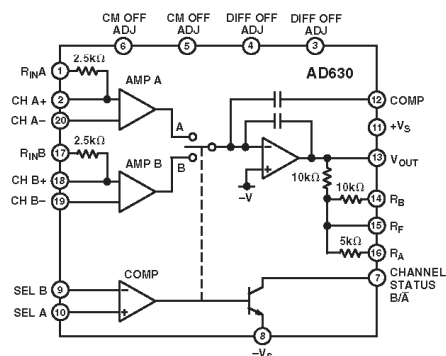 CM OFF ADJ
CM OFF ADJ
DIFF OFF ADJ
DIFF OFF ADJ
6
5
4
3
AD630
RINA
1
2.5kΩ
AMP A
CH A+
2
CH A–
20
A
B
12
COMP
11
+VS
13
VOUT
–V
RINB
17
2.5kΩ
AMP B
CH B+
18
CH B–
19
10kΩ
10kΩ
14
RB
15
RF
5kΩ
16
RA
SEL B
9
COMP
SEL A
10
7
CHANNEL
STATUS
B/A̅
8
–VS